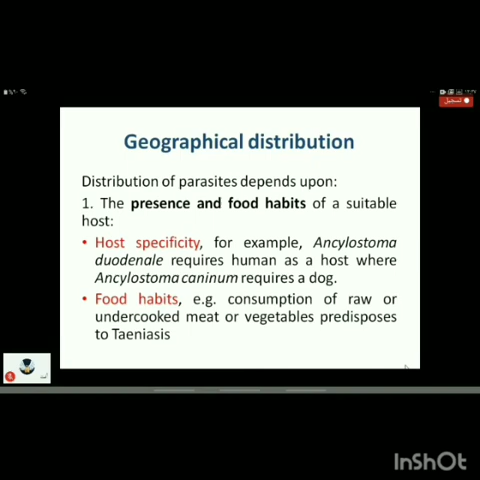 تسجيل
Geographical distribution
Distribution of parasites depends upon:
1. The presence and food habits of a suitable
host:
• Host specificity, for example, Ancylostoma
duodenale requires human as a host where
Ancylostoma caninum requires a dog.
• Food habits, e.g. consumption of raw or
undercooked meat or vegetables predisposes
to Taeniasis
InShOt